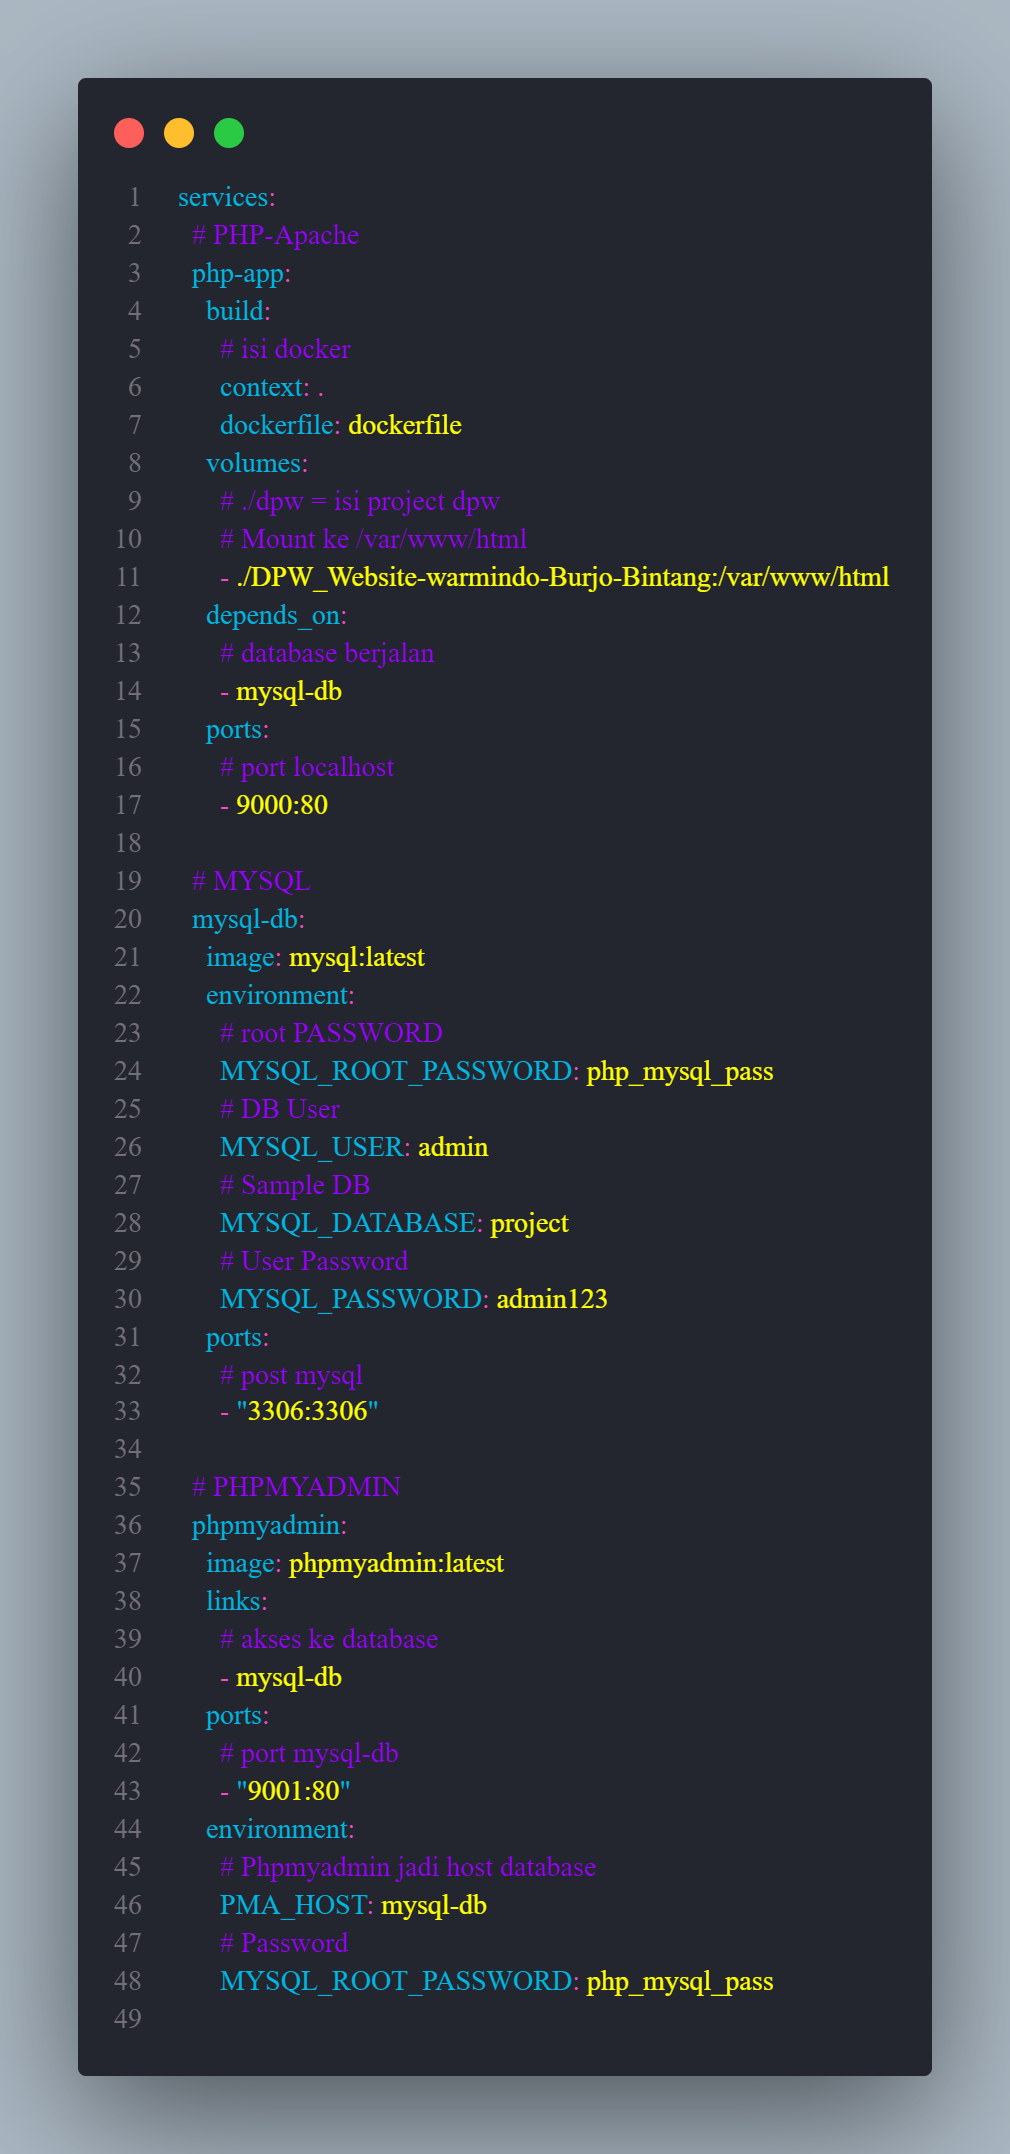 1 services:
2 # PHP-Apache
3 php-app:
4 build:
5 # isi docker
6 context: .
7 dockerfile: dockerfile
8 volumes:
9 # ./dpw = isi project dpw
10 # Mount ke /var/www/html
11 - ./DPW_Website-warmindo-Burjo-Bintang:/var/www/html
12 depends_on:
13 # database berjalan
14 - mysql-db
15 ports:
16 # port localhost
17 - 9000:80
18
19 # MYSQL
20 mysql-db:
21 image: mysql:latest
22 environment:
23 # root PASSWORD
24 MYSQL_ROOT_PASSWORD: php_mysql_pass
25 # DB User
26 MYSQL_USER: admin
27 # Sample DB
28 MYSQL_DATABASE: project
29 # User Password
30 MYSQL_PASSWORD: admin123
31 ports:
32 # post mysql
33 - "3306:3306"
34
35 # PHPMYADMIN
36 phpmyadmin:
37 image: phpmyadmin:latest
38 links:
39 # akses ke database
40 - mysql-db
41 ports:
42 # port mysql-db
43 - "9001:80"
44 environment:
45 # Phpmyadmin jadi host database
46 PMA_HOST: mysql-db
47 # Password
48 MYSQL_ROOT_PASSWORD: php_mysql_pass
49